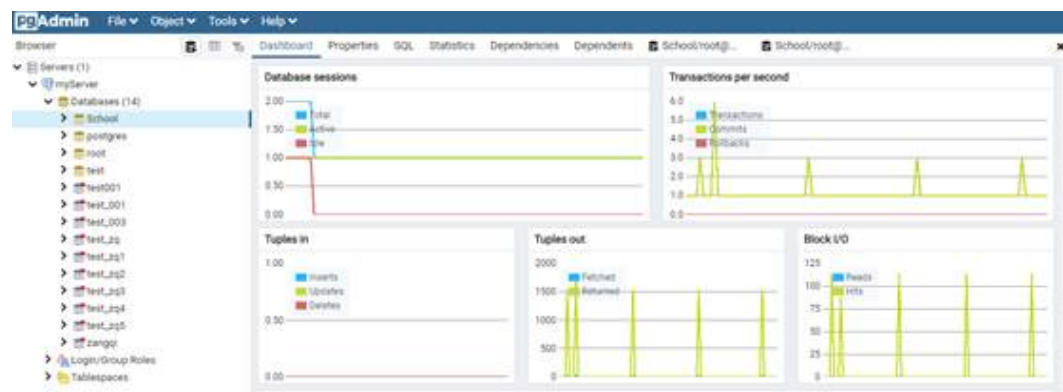 pgAdmin File Object Tools Help
Browser Dashboard Properties SQL Statistics Dependencies Dependents School/root@... School/root@...
Servers (1)
myServer
Databases (14)
School
postgres
root
test
test001
test_001
test_003
test_zq
test_zq1
test_zq2
test_zq3
test_zq4
test_zq5
zangqi
Login/Group Roles
Tablespaces
Database sessions
2.00
1.50
1.00
0.50
0.00
Total
Active
Idle
Transactions per second
6.0
5.0
4.0
3.0
2.0
1.0
0.0
Transactions
Commits
Rollbacks
Tuples in
1.00
0.50
0.00
Inserts
Updates
Deletes
Tuples out
2000
1500
1000
500
0
Fetched
Returned
Block I/O
125
100
75
50
25
0
Reads
Hits